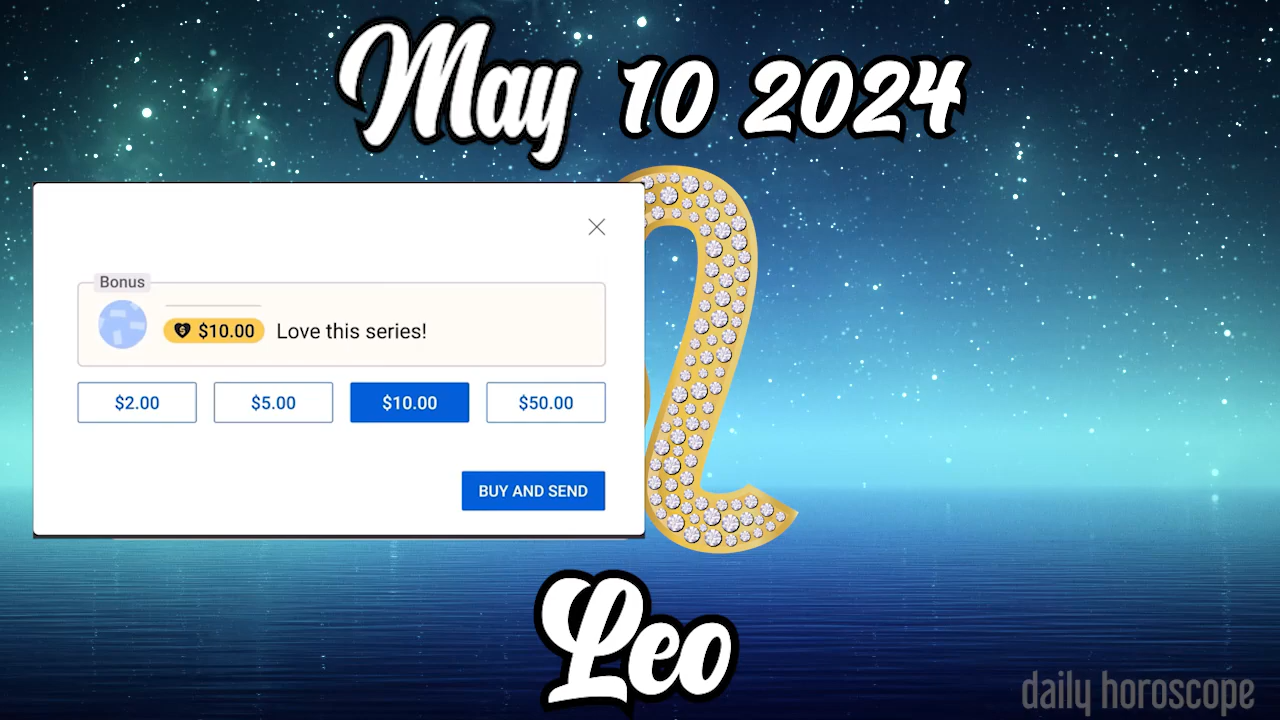 May 10 2024
Bonus
$10.00 Love this series!
$2.00 $5.00 $10.00 $50.00
BUY AND SEND
Leo
daily horoscope